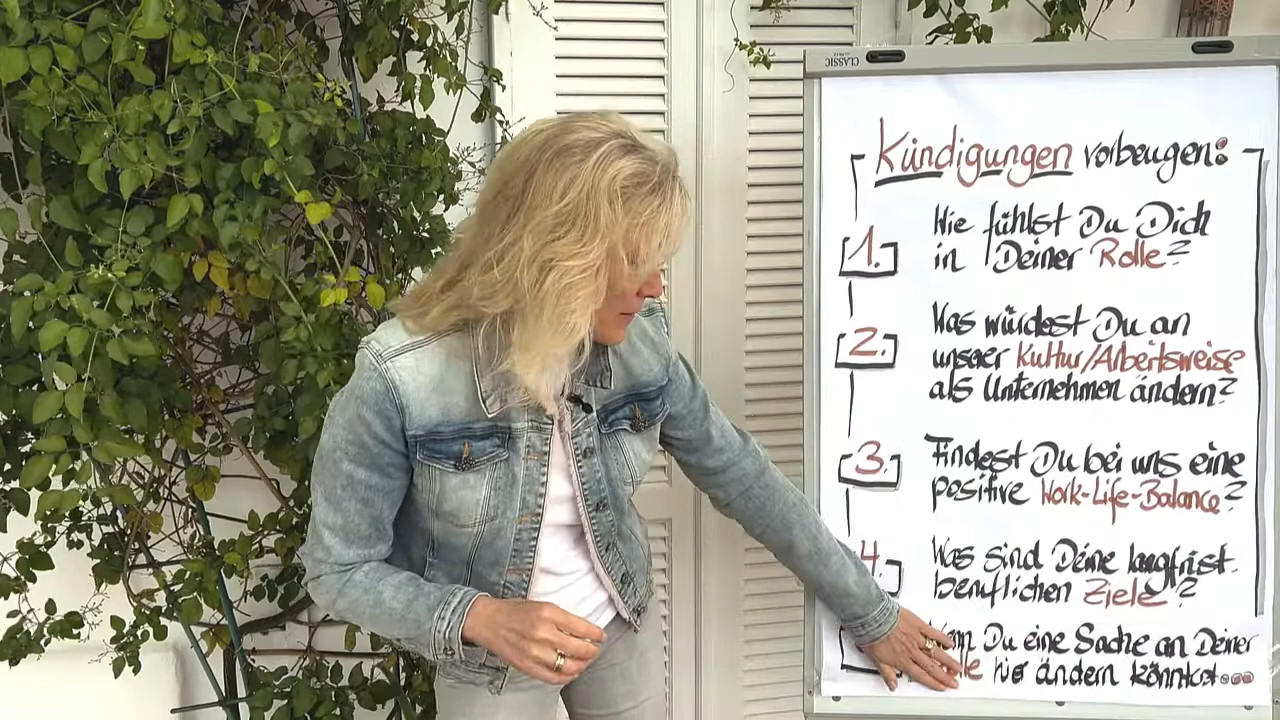 CLASSIC
Kündigungen vorbeugen:
1. Wie fühlst Du Dich
in Deiner Rolle?
2. Was würdest Du an
unserer Kultur/Arbeitsweise
als Unternehmen ändern?
3. Findest Du bei uns eine
positive Work-Life-Balance?
4. Was sind Deine langfrist.
beruflichen Ziele?
Du eine Sache an Deiner
hier ändern könntest...